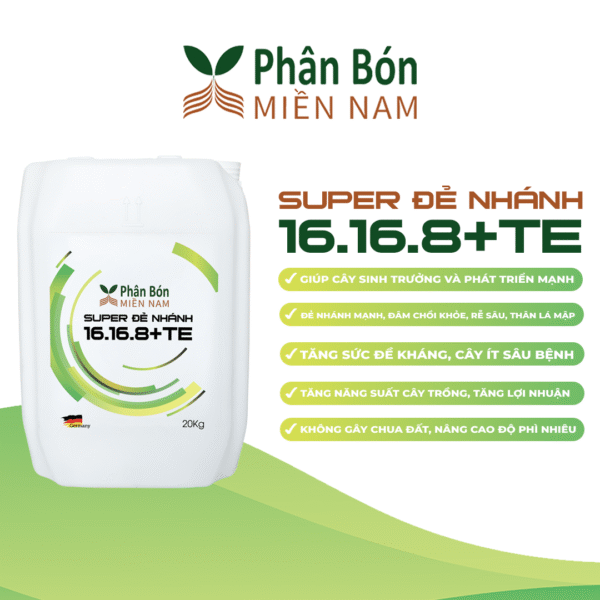 Phân Bón
MIỀN NAM
SUPER ĐẺ NHÁNH
16.16.8+TE
GIÚP CÂY SINH TRƯỞNG VÀ PHÁT TRIỂN MẠNH
ĐẺ NHÁNH MẠNH, ĐÂM CHỒI KHỎE, RỄ SÂU, THÂN LÁ MẬP
TĂNG SỨC ĐỀ KHÁNG, CÂY ÍT SÂU BỆNH
TĂNG NĂNG SUẤT CÂY TRỒNG, TĂNG LỢI NHUẬN
KHÔNG GÂY CHUA ĐẤT, NÂNG CAO ĐỘ PHÌ NHIÊU
Phân Bón
MIỀN NAM
SUPER ĐẺ NHÁNH
16.16.8+TE
Germany
20Kg